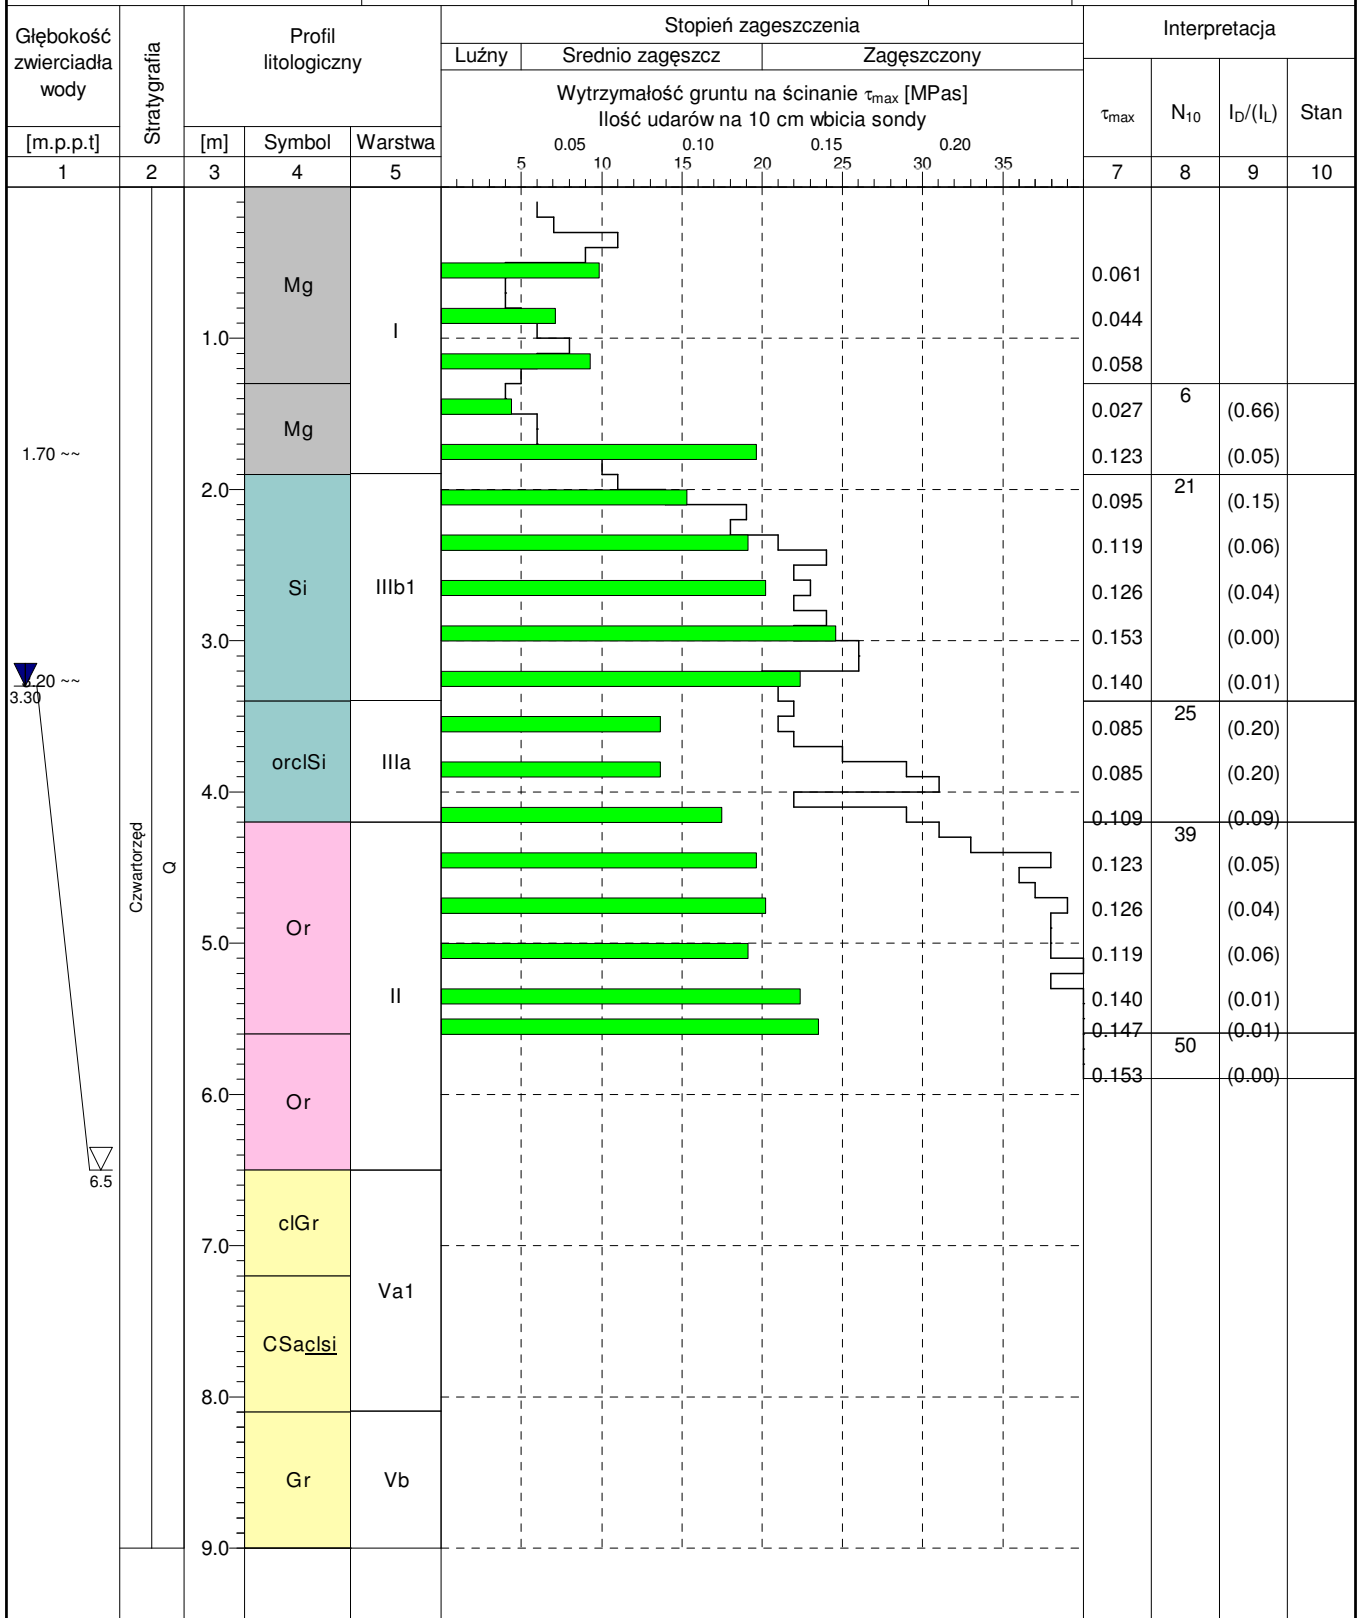 Głębokość
zwierciadła
wody
[m.p.p.t]
1
Stratygrafia
2
Profil
litologiczny
[m]
Symbol
Warstwa
3
4
5
Stopień zageszczenia
Luźny
Srednio zagęszcz
Zagęszczony
Wytrzymałość gruntu na ścinanie τmax [MPas]
Ilość udarów na 10 cm wbicia sondy
0.05 0.10 0.15 0.20
5 10 15 20 25 30 35
Interpretacja
τmax
N10
ID/(IL)
Stan
7
8
9
10
Mg
I
0.061
0.044
1.0
0.058
Mg
0.027
6
(0.66)
1.70 ~~
0.123
(0.05)
2.0
Si
IIIb1
0.095
21
(0.15)
0.119
(0.06)
0.126
(0.04)
0.153
(0.00)
3.0
3.20 ~~
3.30
0.140
(0.01)
orclSi
IIIa
0.085
25
(0.20)
0.085
(0.20)
4.0
0.109
(0.09)
Czwartorzęd
Q
Or
II
39
0.123
(0.05)
0.126
(0.04)
5.0
0.119
(0.06)
0.140
(0.01)
0.147
(0.01)
Or
50
0.153
(0.00)
6.0
6.5
clGr
7.0
Va1
CSaclsi
8.0
Gr
Vb
9.0